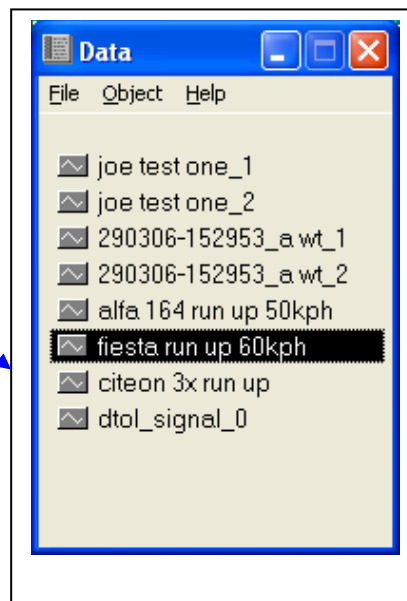 Data
File Object Help
joe test one_1
joe test one_2
290306-152953_a wt_1
290306-152953_a wt_2
alfa 164 run up 50kph
fiesta run up 60kph
citeon 3x run up
dtol_signal_0